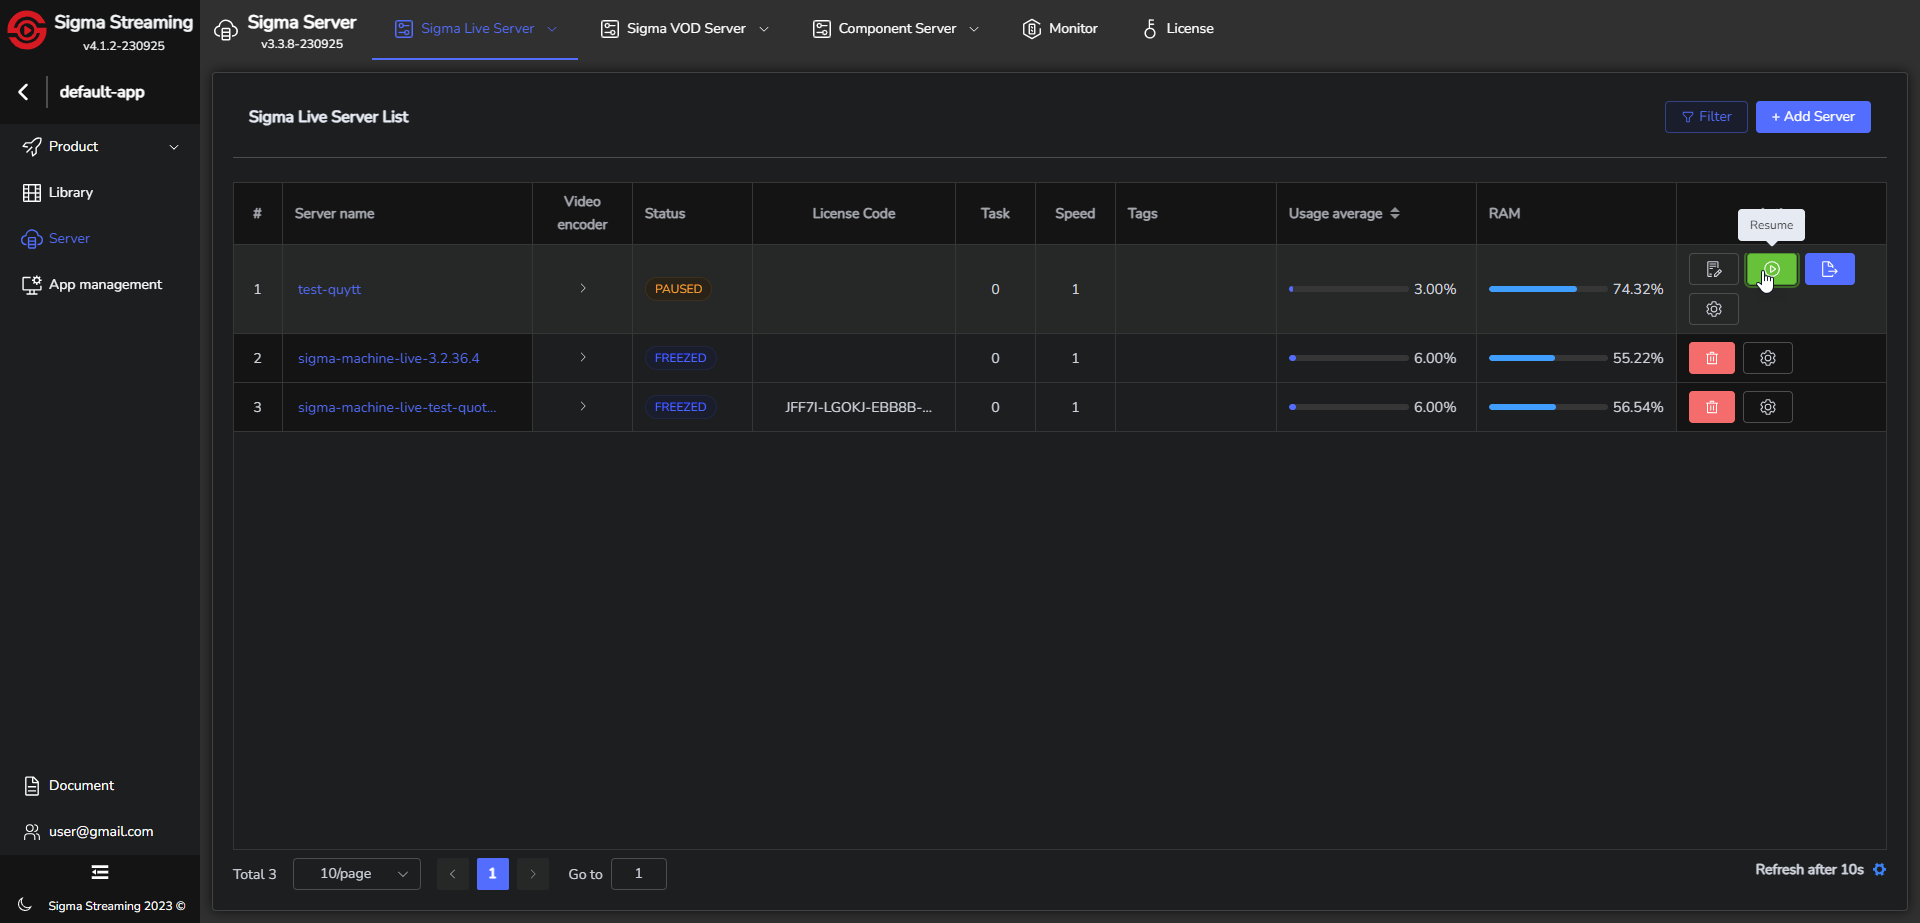 Sigma Streaming
v4.1.2-230925
Sigma Server
v3.3.8-230925
Sigma Live Server
Sigma VOD Server
Component Server
Monitor
License
default-app
Product
Library
Server
App management
Document
user@gmail.com
Sigma Streaming 2023 ©
Sigma Live Server List
Filter
+ Add Server
# Server name Video encoder Status License Code Task Speed Tags Usage average RAM
Resume
1 test-quytt PAUSED 0 1 3.00% 74.32%
2 sigma-machine-live-3.2.36.4 FREEZED 0 1 6.00% 55.22%
3 sigma-machine-live-test-quot... FREEZED JFF7I-LGOKJ-EBB8B-... 0 1 6.00% 56.54%
Total 3 10/page 1 Go to 1
Refresh after 10s